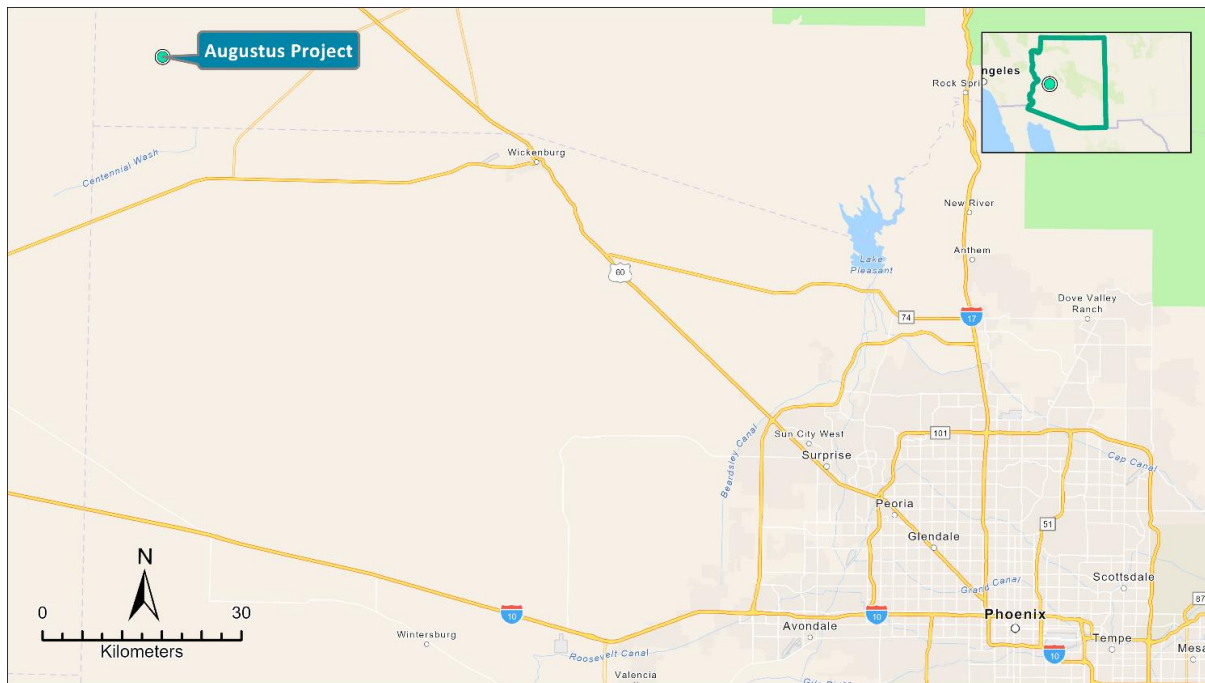 Augustus Project
Rock Spri
ngeles
Centennial Wash
Wickenburg
New River
Anthem
Lake
Pleasant
60
Dove Valley
Ranch
74
17
Beardsley Canal
Sun City West
101
Surprise
Cap Canal
Peoria
51
Glendale
N
Grand Canal
Scottsdale
0
30
87
Kilometers
10
10
Phoenix
Wintersburg
Avondale
Tempe
Roosevelt Canal
10
Mesa
Valencia